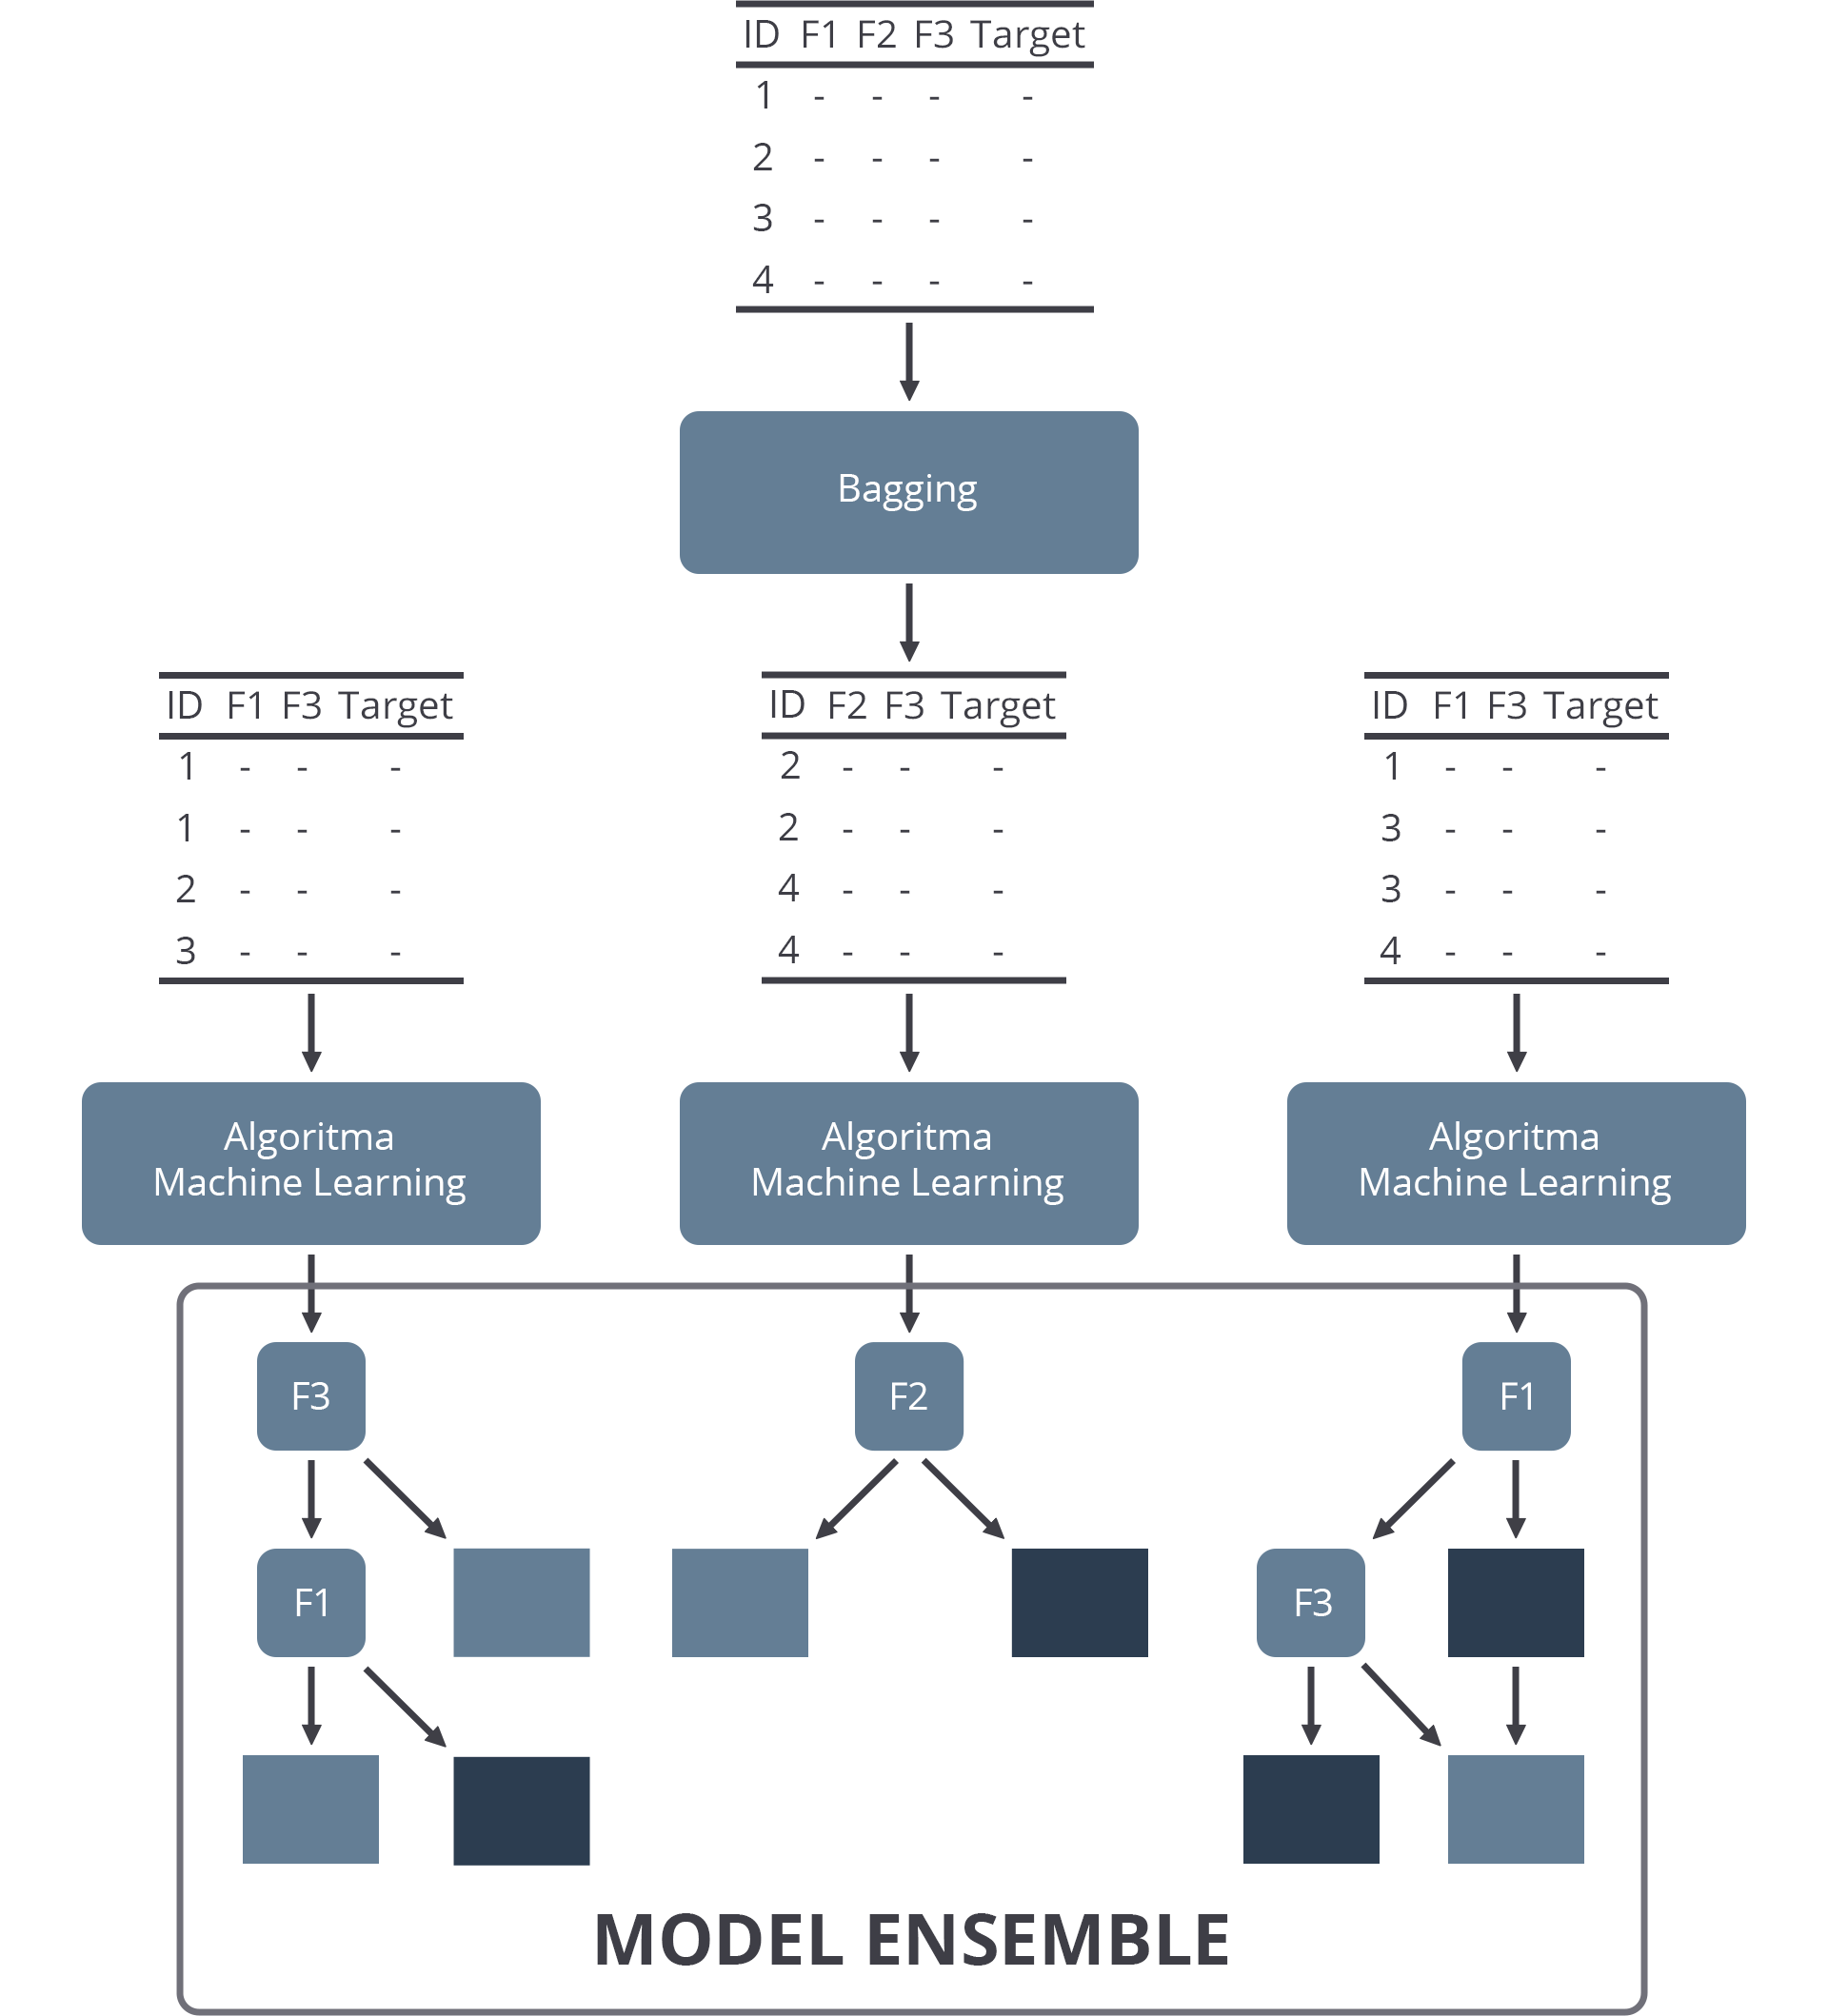 ID F1 F2 F3 Target
1 - - - -
2 - - - -
3 - - - -
4 - - - -
Bagging
ID F1 F3 Target
1 - - -
1 - - -
2 - - -
3 - - -
ID F2 F3 Target
2 - - -
2 - - -
4 - - -
4 - - -
ID F1 F3 Target
1 - - -
3 - - -
3 - - -
4 - - -
Algoritma
Machine Learning
Algoritma
Machine Learning
Algoritma
Machine Learning
F3
F2
F1
F1
F3
MODEL ENSEMBLE